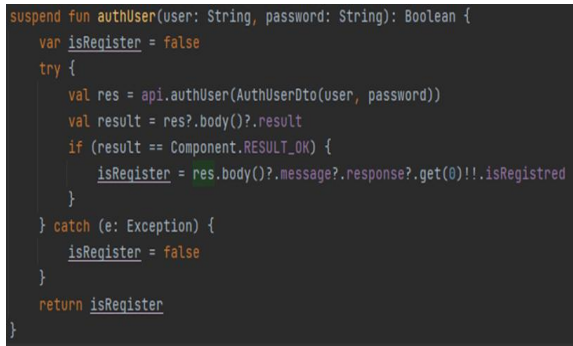 suspend fun authUser(user: String, password: String): Boolean {
var isRegister = false
try {
val res = api.authUser(AuthUserDto(user, password))
val result = res?.body()?.result
if (result == Component.RESULT_OK) {
isRegister = res.body()?.message?.response?.get(0)!!.isRegistred
}
} catch (e: Exception) {
isRegister = false
}
return isRegister
}